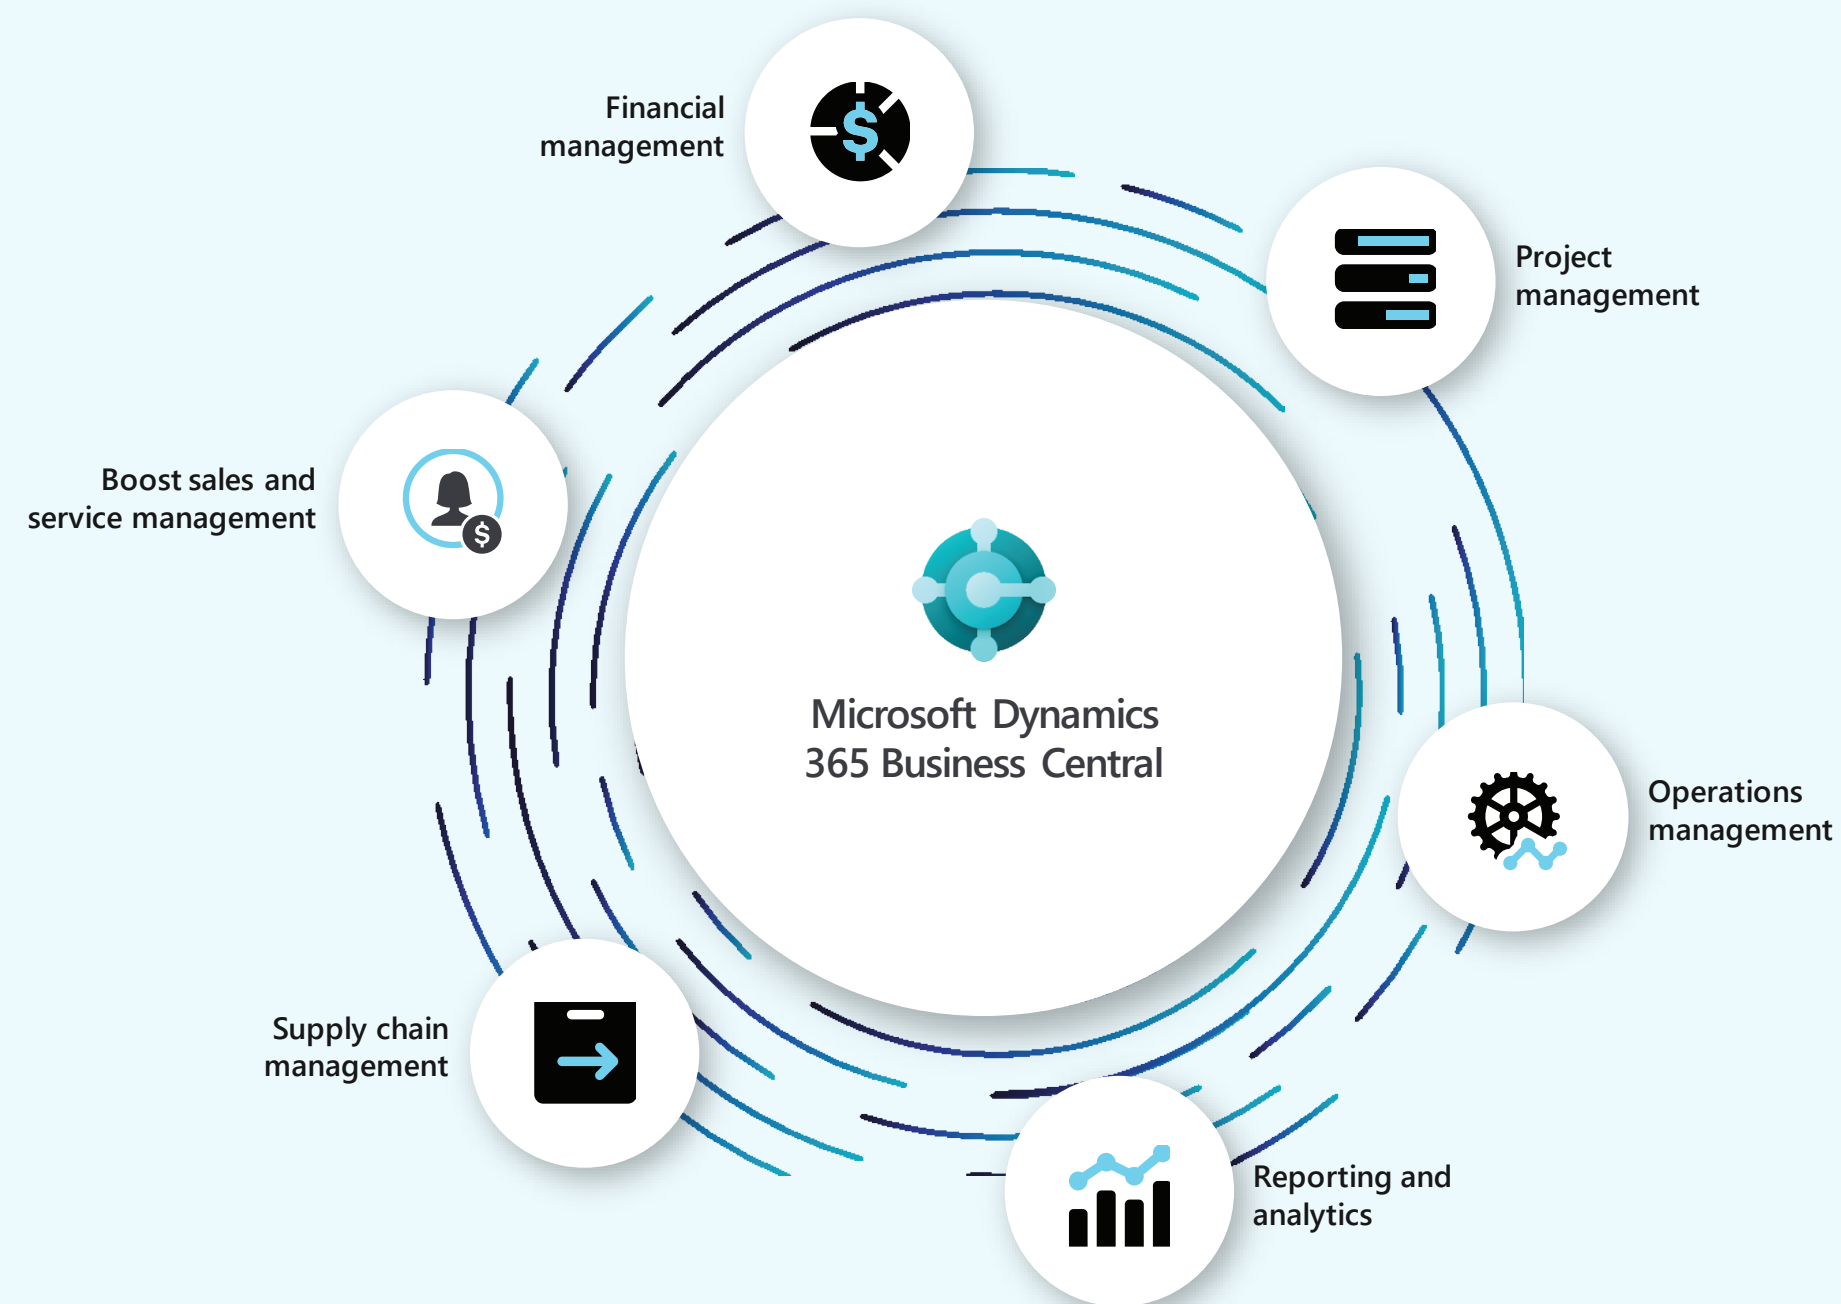 Financial
management
Project
management
Boost sales and
service management
Microsoft Dynamics
365 Business Central
Operations
management
Supply chain
management
Reporting and
analytics